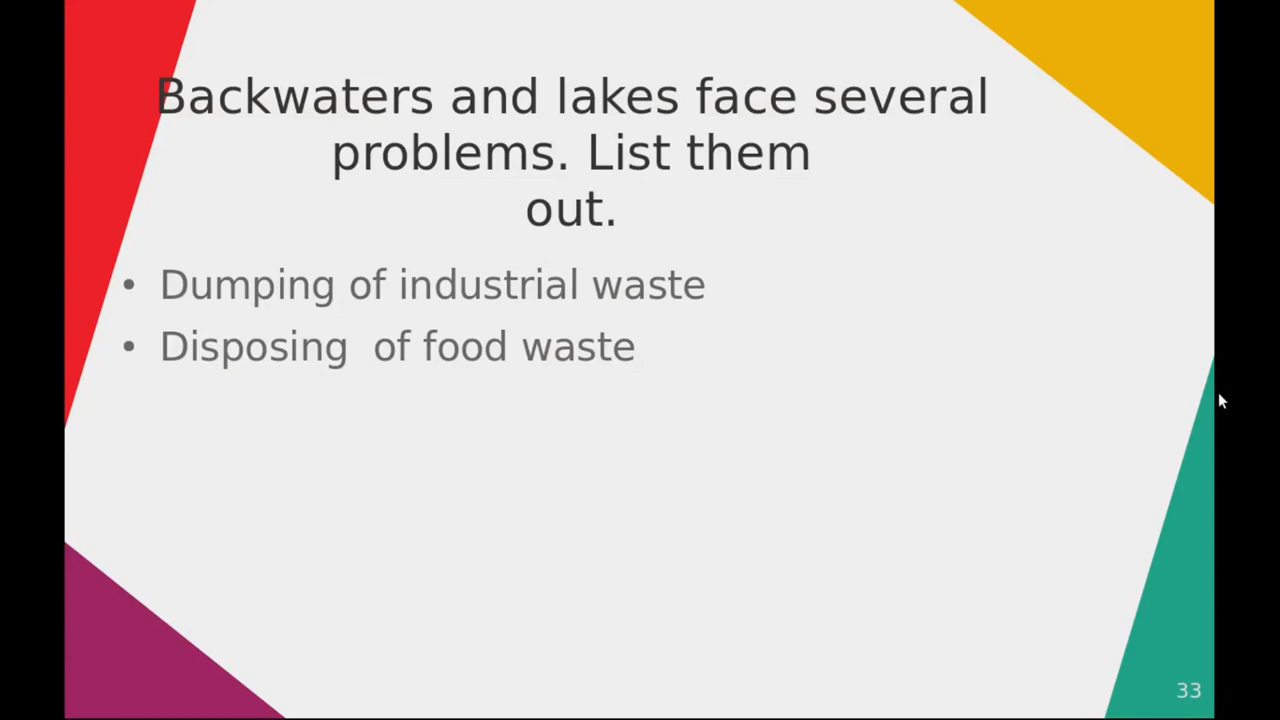 Backwaters and lakes face several
problems. List them
out.
• Dumping of industrial waste
• Disposing  of food waste
33